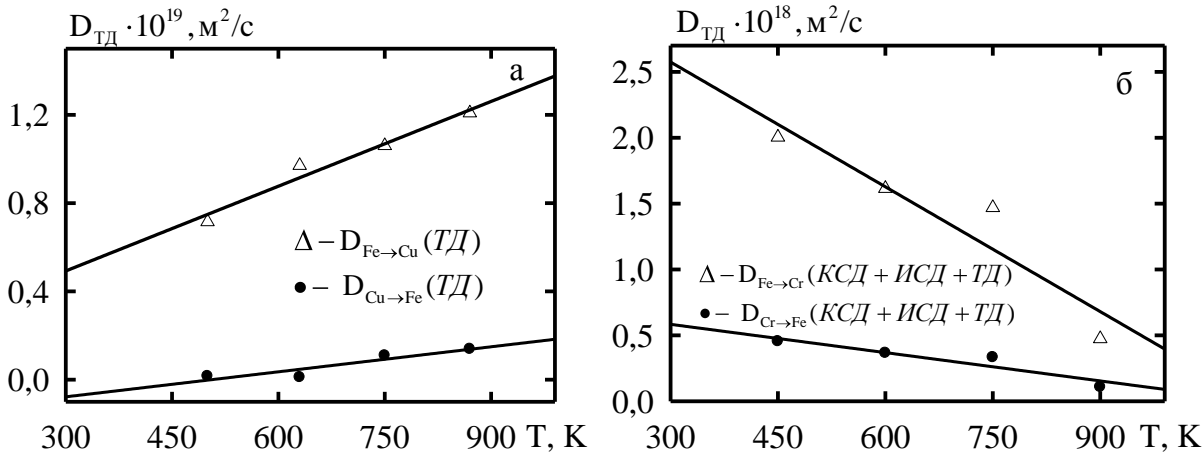 D_ТД · 10^19, м²/с
а
1,2
0,8
0,4
0,0
Δ – D_Fe→Cu (ТД)
● – D_Cu→Fe (ТД)
300 450 600 750 900 T, K
D_ТД · 10^18, м²/с
б
2,5
2,0
1,5
1,0
0,5
0,0
Δ – D_Fe→Cr (КСД + ИСД + ТД)
● – D_Cr→Fe (КСД + ИСД + ТД)
300 450 600 750 900 T, K